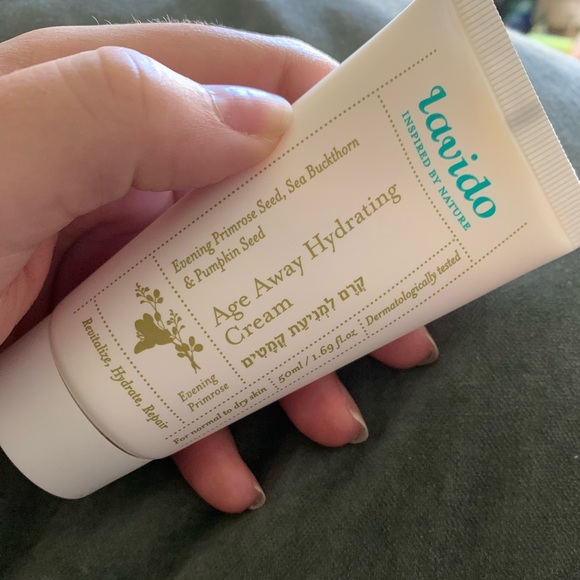 lavido
INSPIRED BY NATURE
Evening Primrose Seed, Sea Buckthorn
& Pumpkin Seed
Age Away Hydrating
Cream
קרם למניעת קמטים
Evening
Primrose
Revitalize, Hydrate, Repair
For normal to dry skin
50ml / 1.69 fl.oz
Dermatologically tested